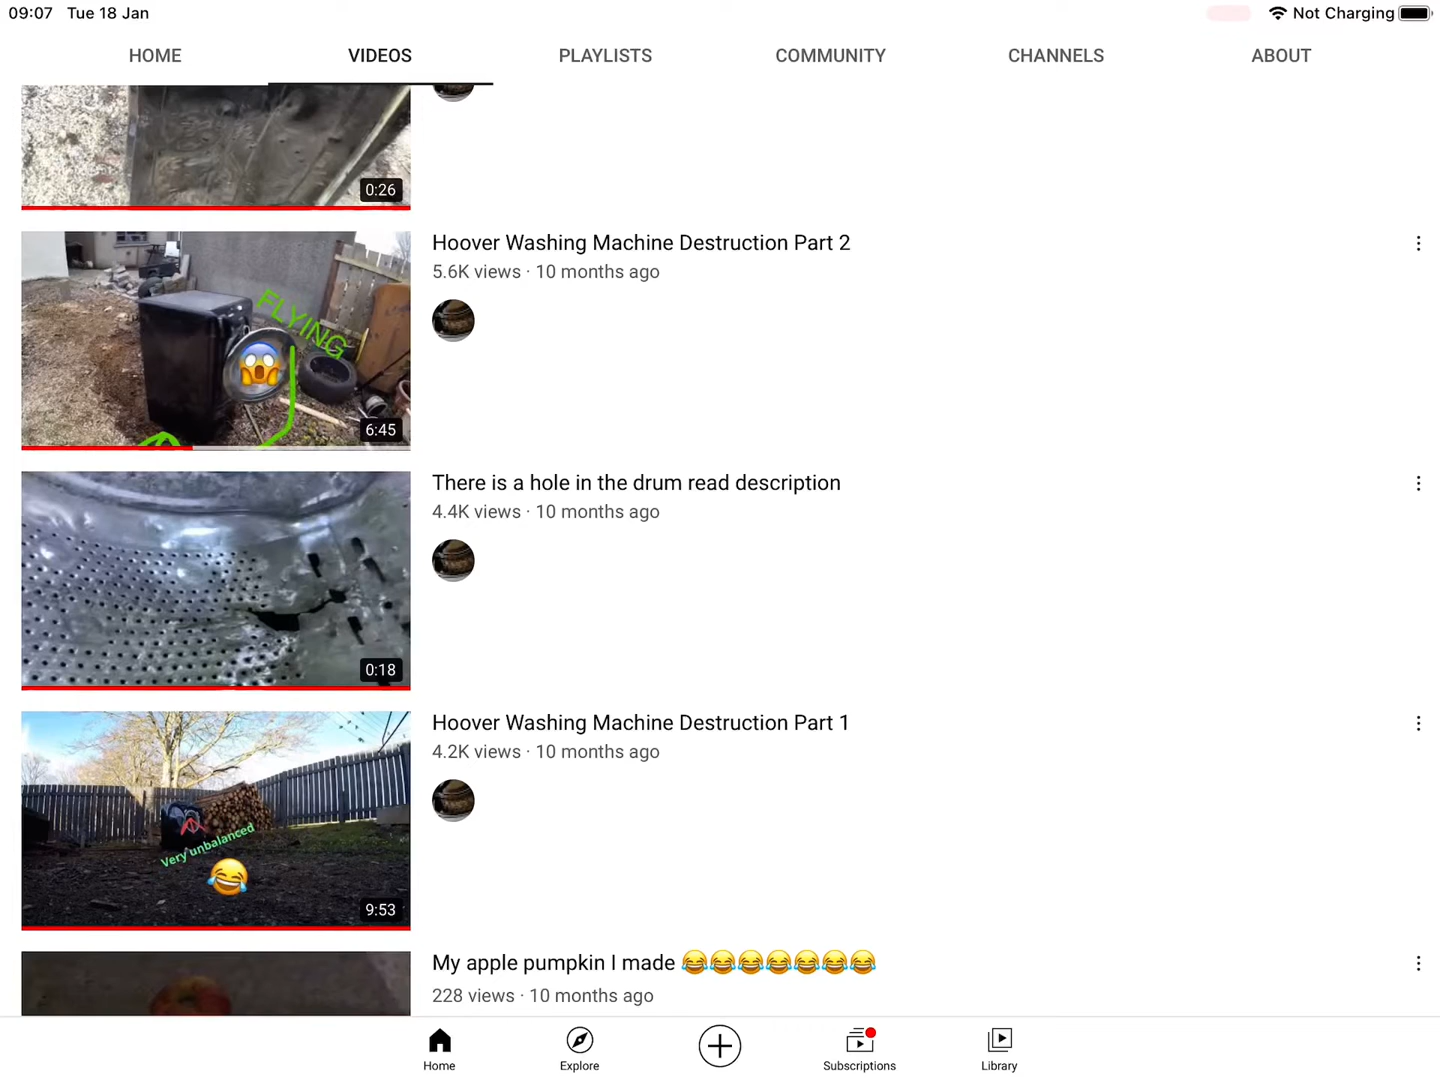 09:07 Tue 18 Jan
Not Charging
HOME VIDEOS PLAYLISTS COMMUNITY CHANNELS ABOUT
0:26
Hoover Washing Machine Destruction Part 2
5.6K views · 10 months ago
FLYING
6:45
There is a hole in the drum read description
4.4K views · 10 months ago
0:18
Hoover Washing Machine Destruction Part 1
4.2K views · 10 months ago
Very unbalanced
9:53
My apple pumpkin I made 😂😂😂😂😂😂😂
228 views · 10 months ago
Home Explore Subscriptions Library